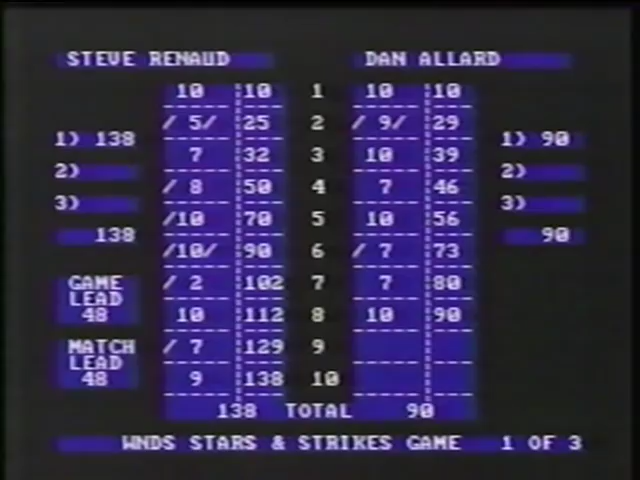 STEVE RENAUD DAN ALLARD
10 10 1 10 10
/ 5/ 25 2 / 9/ 29
1) 138 1) 90
7 32 3 10 39
2) 2)
/ 8 50 4 7 46
3) 3)
/10 70 5 10 56
138 90
/10/ 90 6 / 7 73
GAME / 2 102 7 7 80
LEAD
48 10 112 8 10 90
MATCH / 7 129 9
LEAD
48 9 138 10
138 TOTAL 90
WNDS STARS & STRIKES GAME 1 OF 3